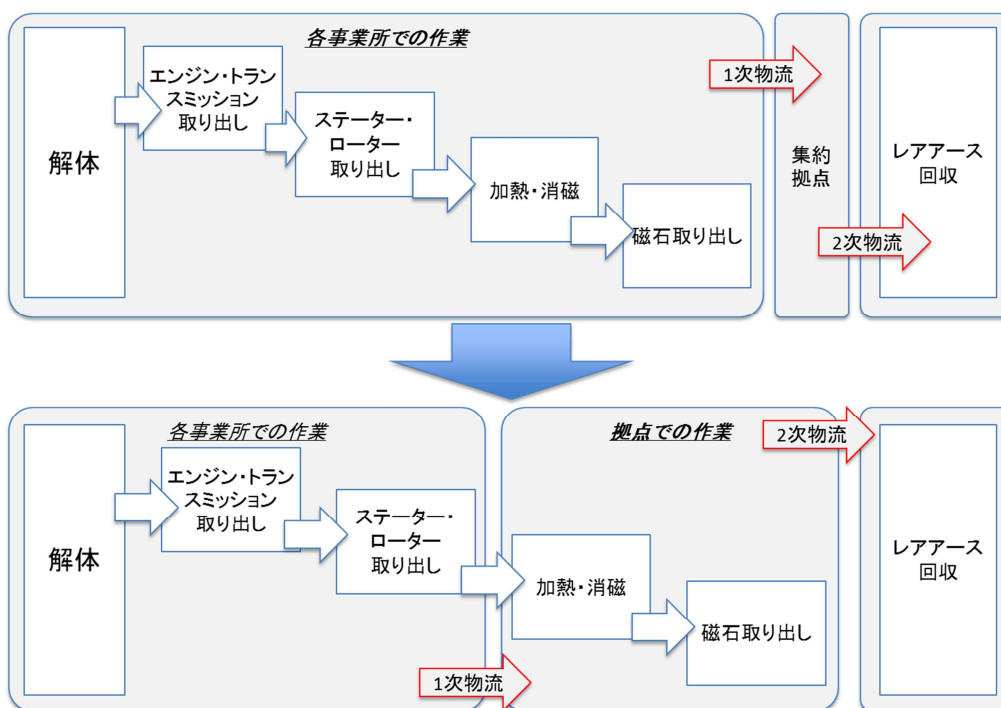 各事業所での作業
1次物流
解体
エンジン・トラン
スミッション
取り出し
ステーター・
ローター
取り出し
加熱・消磁
磁石取り出し
集約
拠点
2次物流
レアアース
回収
各事業所での作業
拠点での作業
2次物流
解体
エンジン・トラン
スミッション
取り出し
ステーター・
ローター
取り出し
加熱・消磁
磁石取り出し
1次物流
レアアース
回収